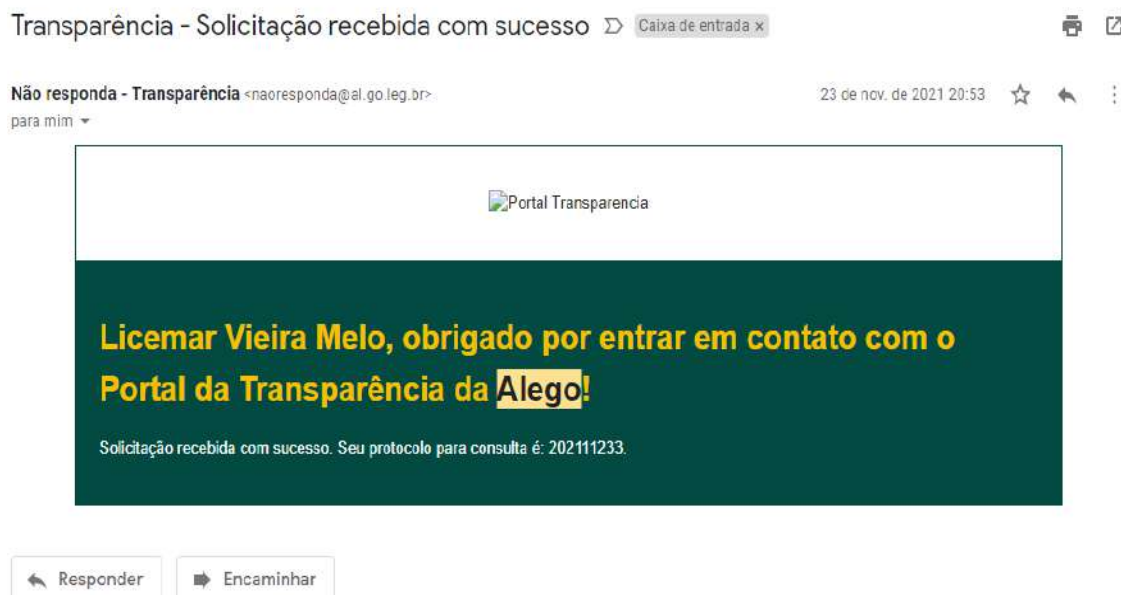 Transparência - Solicitação recebida com sucesso Caixa de entrada x
Não responda - Transparência <naoresponda@al.go.leg.br> 23 de nov. de 2021 20:53
para mim
Portal Transparencia
Licemar Vieira Melo, obrigado por entrar em contato com o
Portal da Transparência da Alego!
Solicitação recebida com sucesso. Seu protocolo para consulta é: 202111233.
Responder Encaminhar